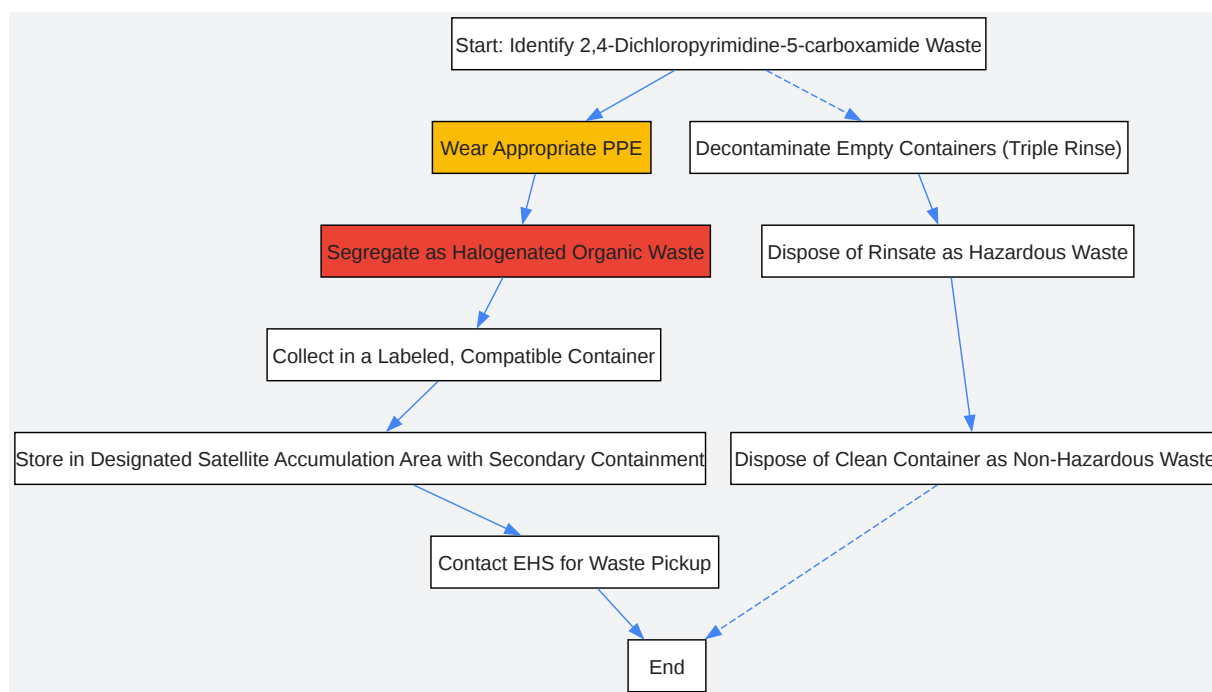 Start: Identify 2,4-Dichloropyrimidine-5-carboxamide Waste
Wear Appropriate PPE
Decontaminate Empty Containers (Triple Rinse)
Segregate as Halogenated Organic Waste
Dispose of Rinsate as Hazardous Waste
Collect in a Labeled, Compatible Container
Store in Designated Satellite Accumulation Area with Secondary Containment
Dispose of Clean Container as Non-Hazardous Waste
Contact EHS for Waste Pickup
End